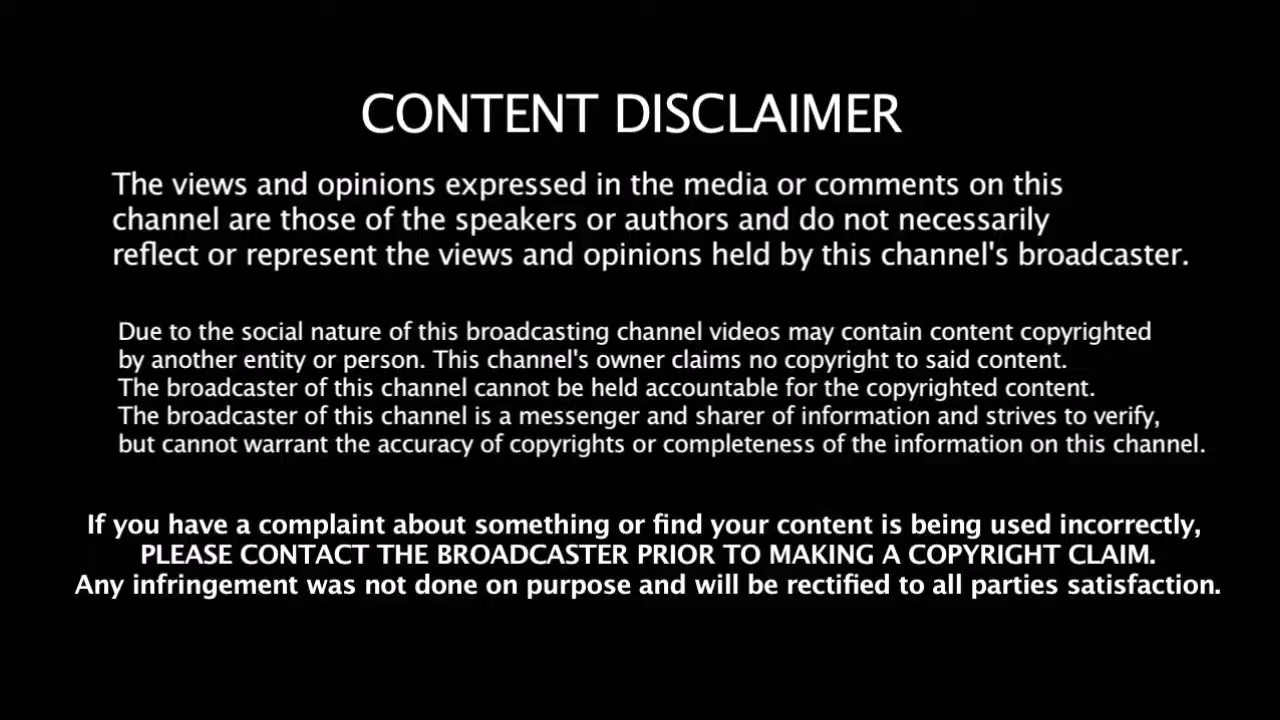 CONTENT DISCLAIMER
The views and opinions expressed in the media or comments on this
channel are those of the speakers or authors and do not necessarily
reflect or represent the views and opinions held by this channel's broadcaster.
Due to the social nature of this broadcasting channel videos may contain content copyrighted
by another entity or person. This channel's owner claims no copyright to said content.
The broadcaster of this channel cannot be held accountable for the copyrighted content.
The broadcaster of this channel is a messenger and sharer of information and strives to verify,
but cannot warrant the accuracy of copyrights or completeness of the information on this channel.
If you have a complaint about something or find your content is being used incorrectly,
PLEASE CONTACT THE BROADCASTER PRIOR TO MAKING A COPYRIGHT CLAIM.
Any infringement was not done on purpose and will be rectified to all parties satisfaction.